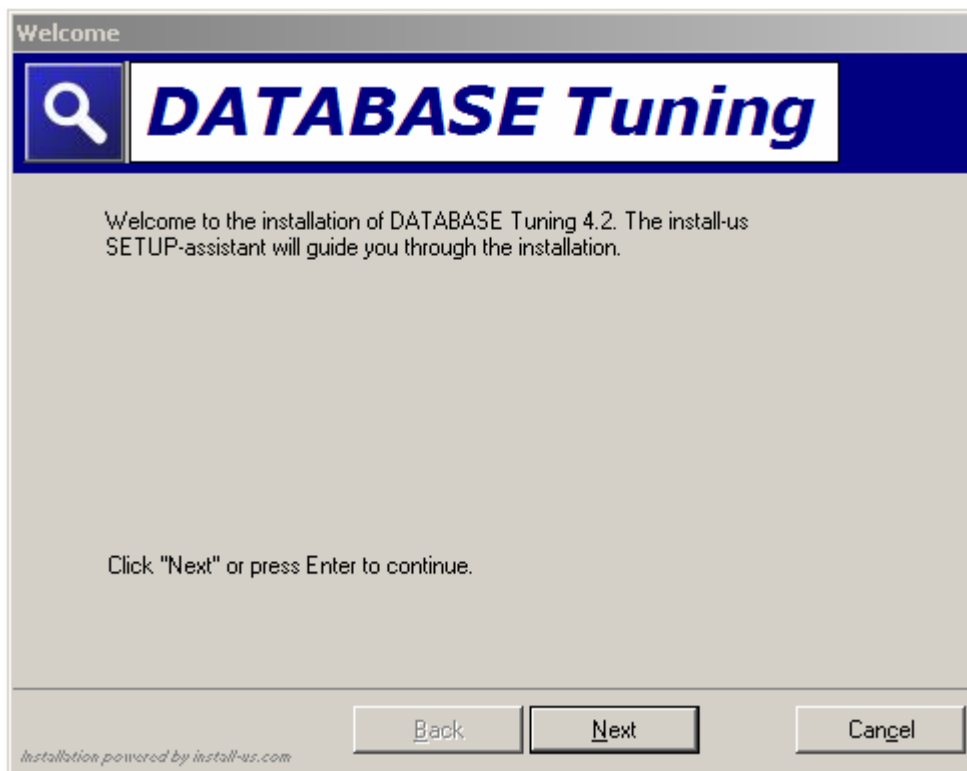 Welcome
DATABASE Tuning
Welcome to the installation of DATABASE Tuning 4.2. The install-us
SETUP-assistant will guide you through the installation.
Click "Next" or press Enter to continue.
Back
Next
Cancel
Installation powered by install-us.com